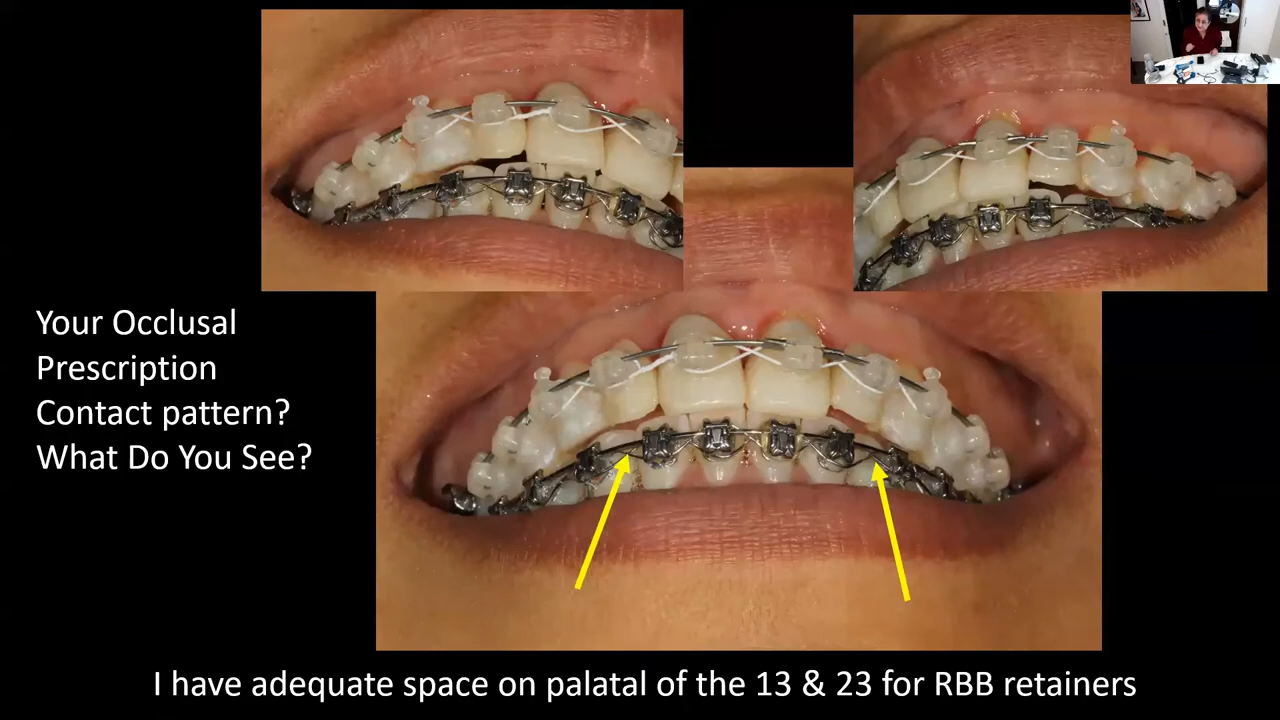 Your Occlusal
Prescription
Contact pattern?
What Do You See?
I have adequate space on palatal of the 13 & 23 for RBB retainers